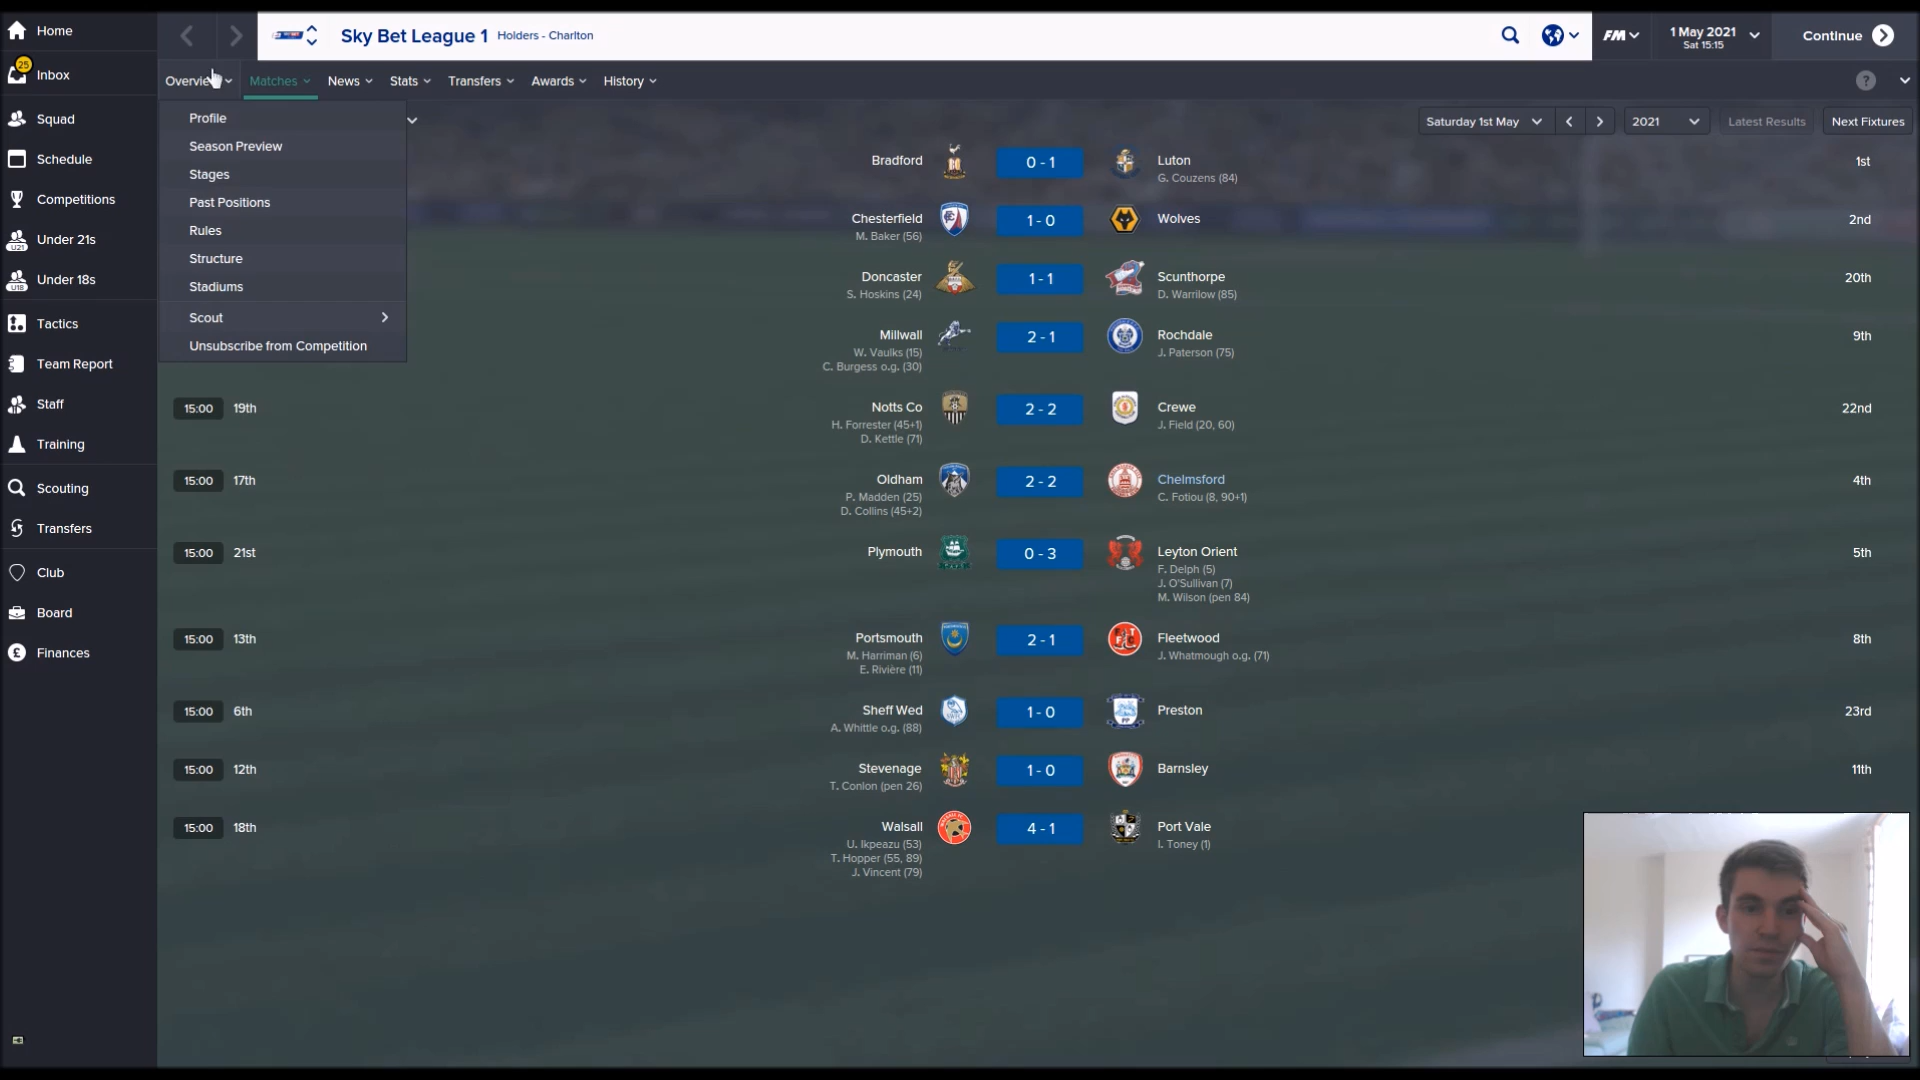 Home
Sky Bet League 1 Holders - Charlton
FM
1 May 2021
Sat 15:15
Continue
25
Inbox
Overview
Matches
News
Stats
Transfers
Awards
History
?
Squad
Schedule
Competitions
Under 21s
U21
Under 18s
U18
Tactics
Team Report
Staff
Training
Scouting
Transfers
Club
Board
Finances
Profile
Season Preview
Stages
Past Positions
Rules
Structure
Stadiums
Scout
Unsubscribe from Competition
Saturday 1st May
2021
Latest Results
Next Fixtures
Bradford 0 - 1 Luton 1st
G. Couzens (84)
Chesterfield 1 - 0 Wolves 2nd
M. Baker (56)
Doncaster 1 - 1 Scunthorpe 20th
S. Hoskins (24) D. Warrilow (85)
Millwall 2 - 1 Rochdale 9th
W. Vaulks (15) J. Paterson (75)
C. Burgess o.g. (30)
15:00 19th Notts Co 2 - 2 Crewe 22nd
H. Forrester (45+1) J. Field (20, 60)
D. Kettle (71)
15:00 17th Oldham 2 - 2 Chelmsford 4th
P. Madden (25) C. Fotiou (8, 90+1)
D. Collins (45+2)
15:00 21st Plymouth 0 - 3 Leyton Orient 5th
F. Delph (5)
J. O'Sullivan (7)
M. Wilson (pen 84)
15:00 13th Portsmouth 2 - 1 Fleetwood 8th
M. Harriman (6) J. Whatmough o.g. (71)
E. Rivière (11)
15:00 6th Sheff Wed 1 - 0 Preston 23rd
A. Whittle o.g. (88)
15:00 12th Stevenage 1 - 0 Barnsley 11th
T. Conlon (pen 26)
15:00 18th Walsall 4 - 1 Port Vale
U. Ikpeazu (53) I. Toney (1)
T. Hopper (55, 89)
J. Vincent (79)